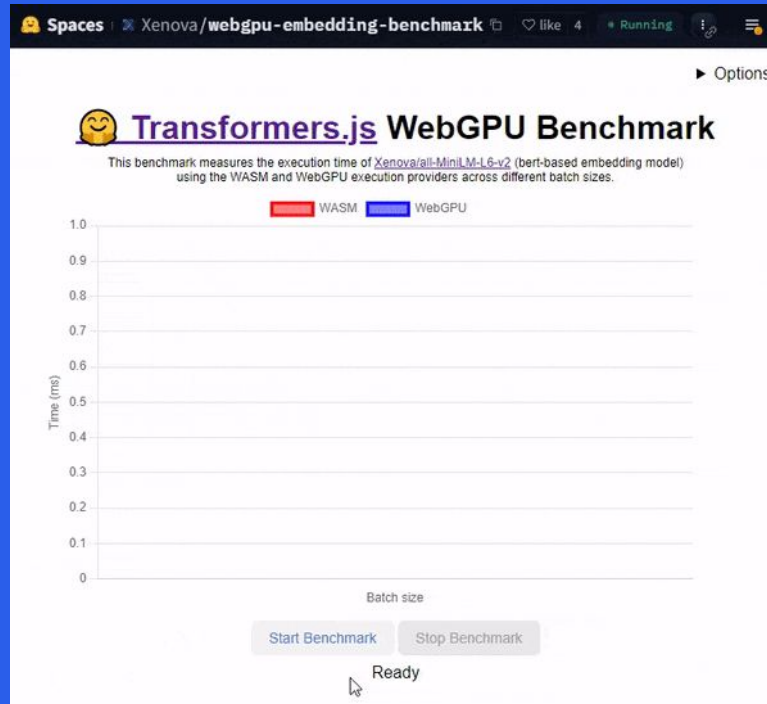 Spaces Xenova/webgpu-embedding-benchmark like 4 Running
Options
Transformers.js WebGPU Benchmark
This benchmark measures the execution time of Xenova/all-MiniLM-L6-v2 (bert-based embedding model)
using the WASM and WebGPU execution providers across different batch sizes.
WASM WebGPU
1.0
0.9
0.8
0.7
0.6
0.5
0.4
0.3
0.2
0.1
0
Time (ms)
Batch size
Start Benchmark Stop Benchmark
Ready